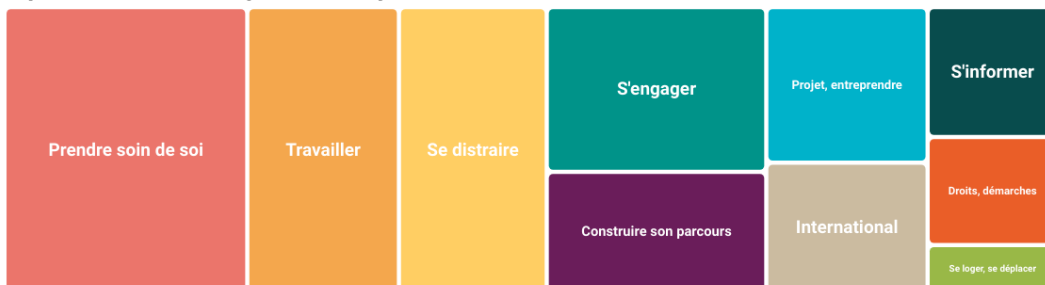 Prendre soin de soi
Travailler
Se distraire
S'engager
Construire son parcours
Projet, entreprendre
International
S'informer
Droits, démarches
Se loger, se déplacer